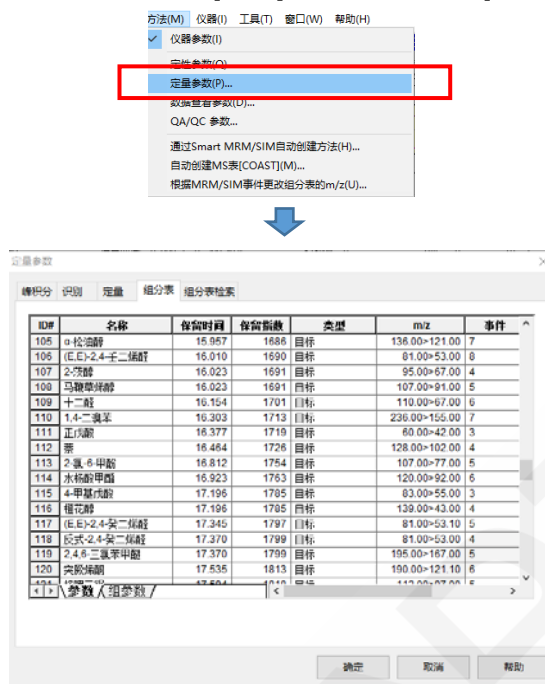 方法(M) 仪器(I) 工具(T) 窗口(W) 帮助(H)
仪器参数(I)
定性参数(Q)
定量参数(P)...
数据查看参数(D)...
QA/QC 参数...
通过Smart MRM/SIM自动创建方法(H)...
自动创建MS表[COAST](M)...
根据MRM/SIM事件更改组分表的m/z(U)...
定量参数
峰积分 识别 定量 组分表 组分表检索
ID# 名称 保留时间 保留指数 类型 m/z 事件
105 α-松油醇 15.957 1686 目标 136.00>121.00 7
106 (E,E)-2,4-壬二烯醛 16.010 1690 目标 81.00>53.00 8
107 2-茨醇 16.023 1691 目标 95.00>67.00 4
108 马鞭草烯醇 16.023 1691 目标 107.00>91.00 5
109 十二醛 16.154 1701 目标 110.00>67.00 6
110 1,4-二溴苯 16.303 1713 目标 236.00>155.00 7
111 正戊酸 16.377 1719 目标 60.00>42.00 3
112 萘 16.464 1726 目标 128.00>102.00 4
113 2-氯-6-甲酚 16.812 1754 目标 107.00>77.00 5
114 水杨酸甲酯 16.923 1763 目标 120.00>92.00 6
115 4-甲基戊酸 17.196 1785 目标 83.00>55.00 3
116 橙花醇 17.196 1785 目标 139.00>43.00 4
117 (E,E)-2,4-癸二烯醛 17.345 1797 目标 81.00>53.10 5
118 反式-2,4-癸二烯醛 17.370 1799 目标 81.00>53.00 4
119 2,4,6-三氯苯甲醚 17.370 1799 目标 195.00>167.00 5
120 突厥烯酮 17.535 1813 目标 190.00>121.10 6
参数 组参数
确定 取消 帮助